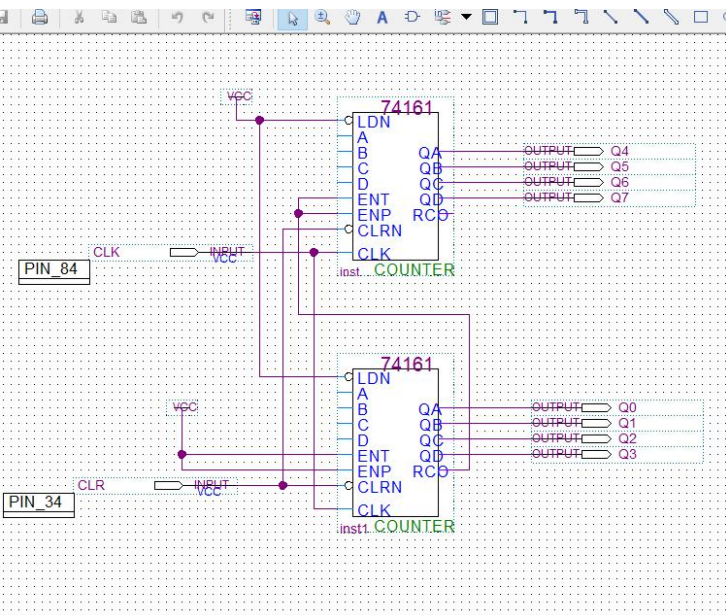 A
VCC
74161
LDN
A
B QA OUTPUT Q4
C QB OUTPUT Q5
D QC OUTPUT Q6
ENT QD OUTPUT Q7
ENP RCO
CLRN
CLK INPUT VCC CLK
PIN_84
inst COUNTER
74161
LDN
A
VCC B QA OUTPUT Q0
C QB OUTPUT Q1
D QC OUTPUT Q2
ENT QD OUTPUT Q3
ENP RCO
CLR INPUT VCC CLRN
PIN_34
CLK
inst1 COUNTER